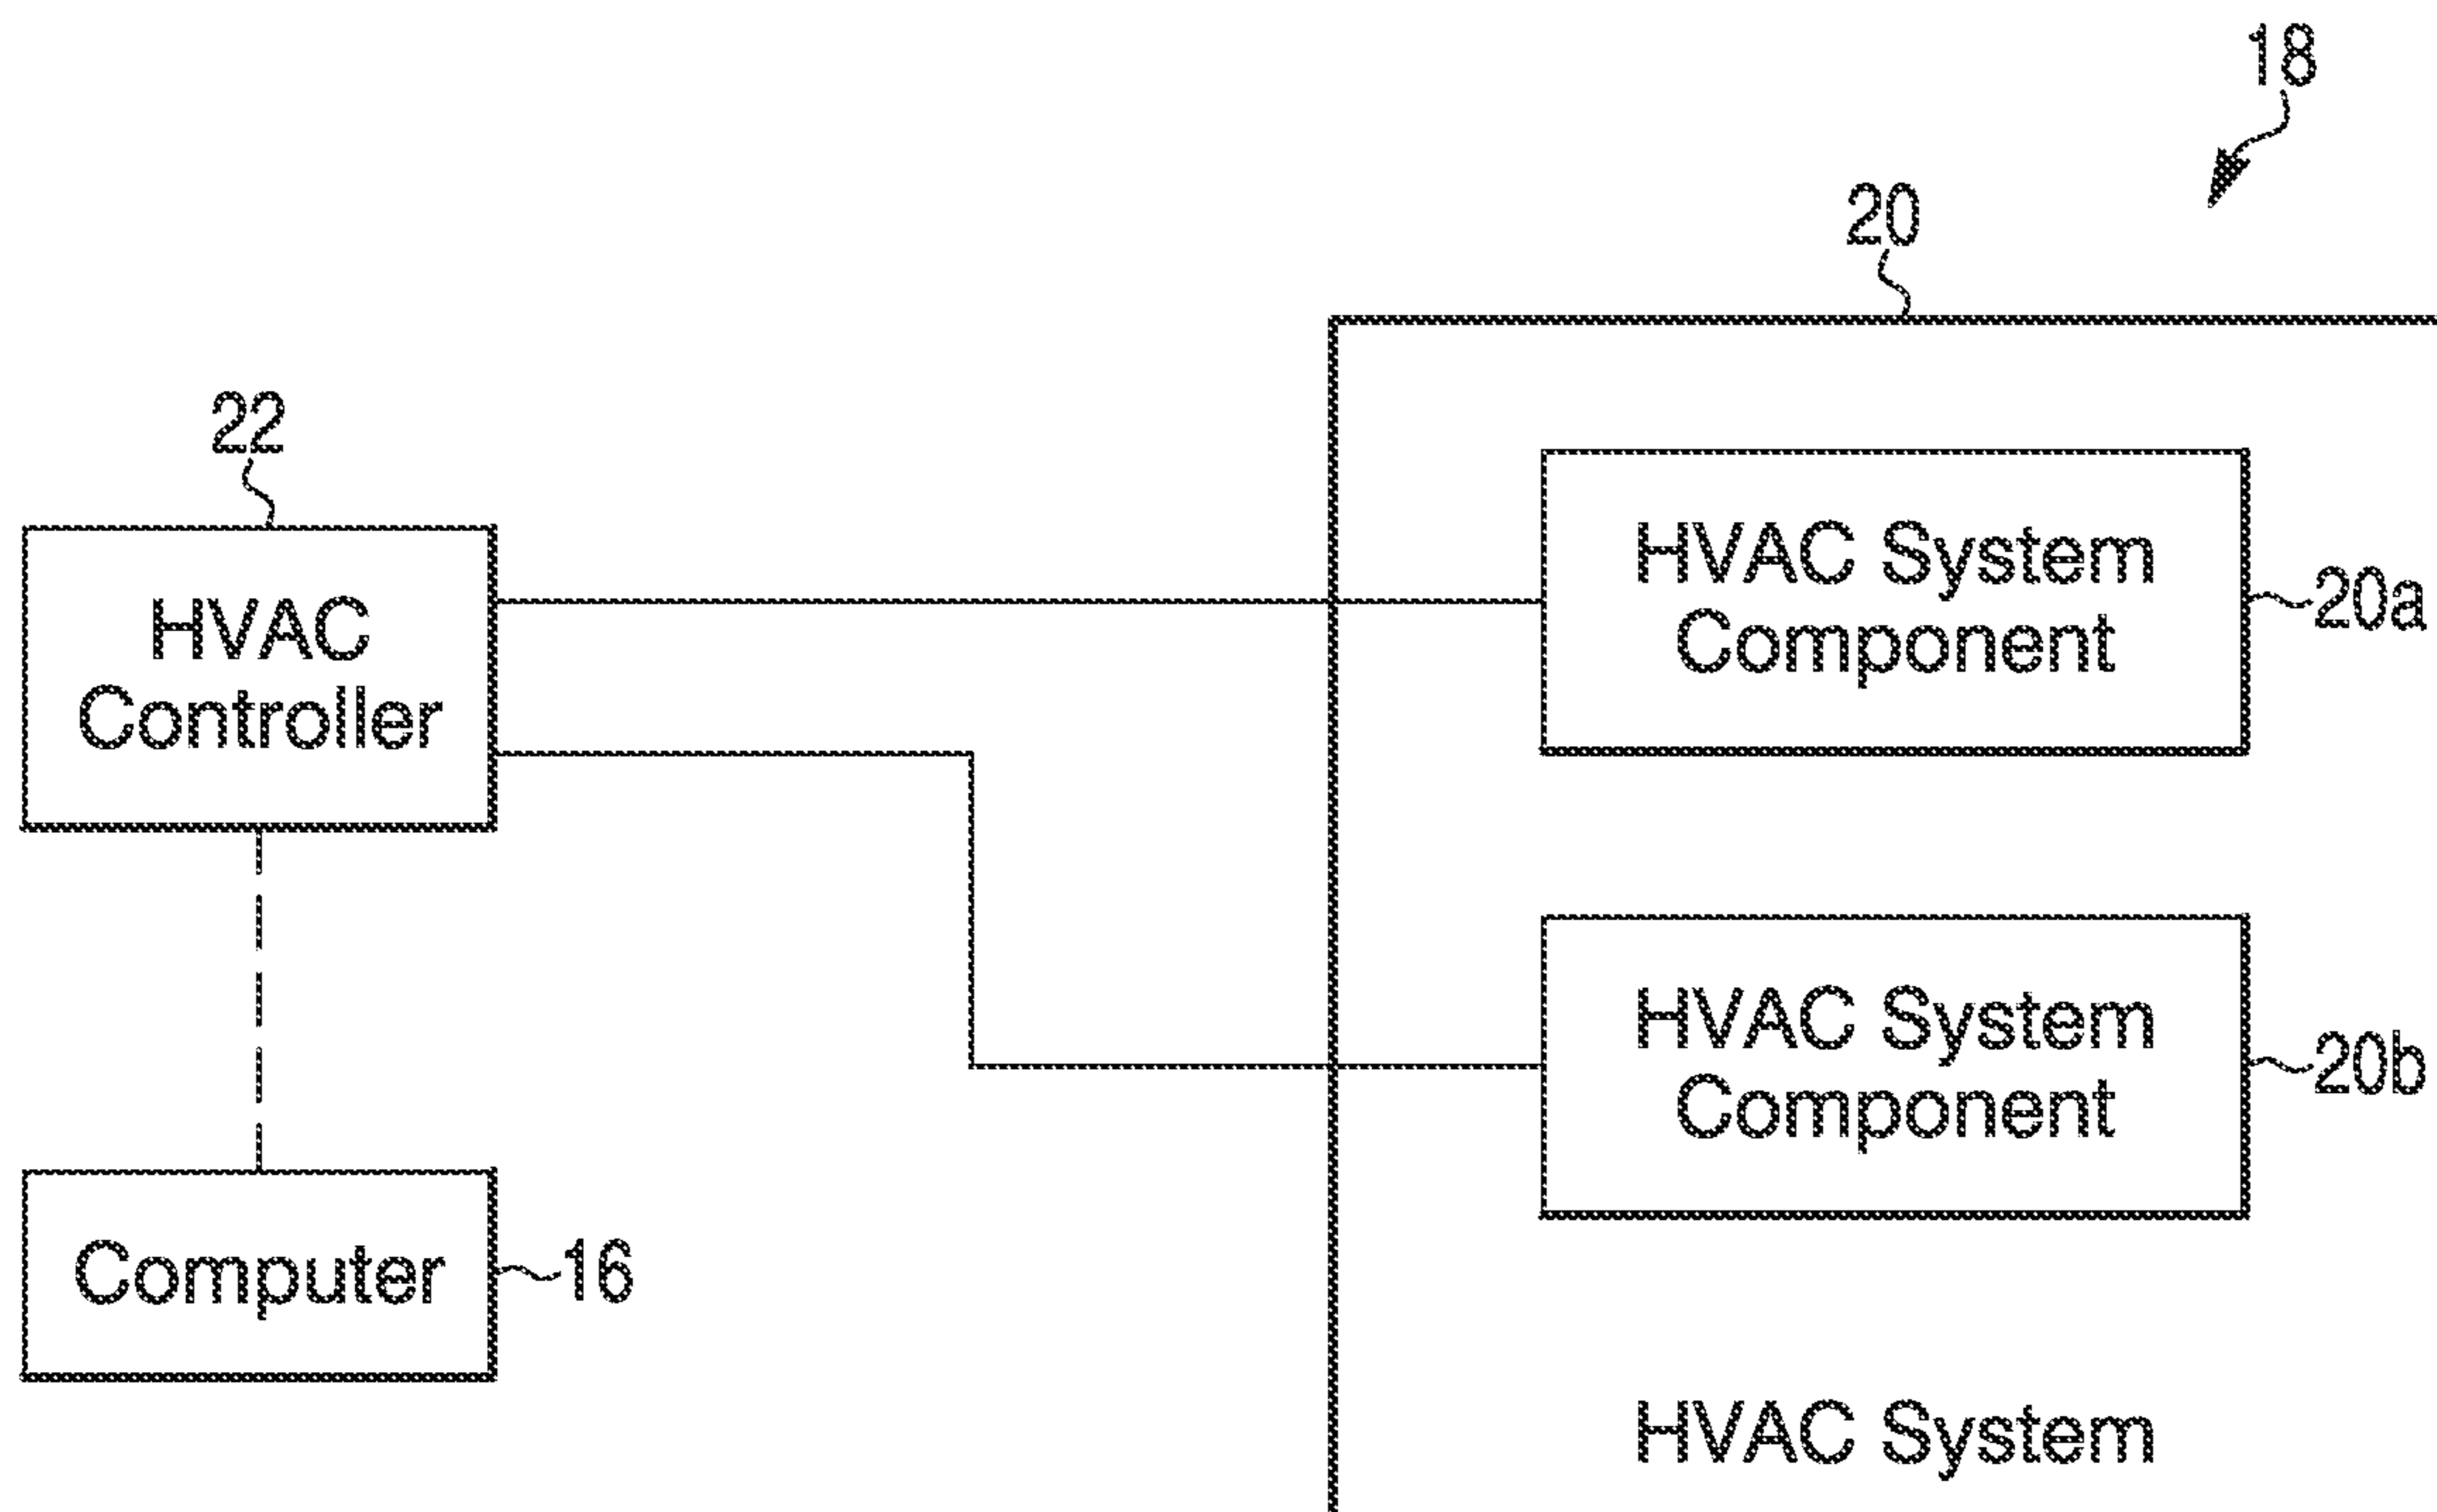 18
20
22
HVAC System
Component
20a
HVAC
Controller
HVAC System
Component
20b
Computer
16
HVAC System